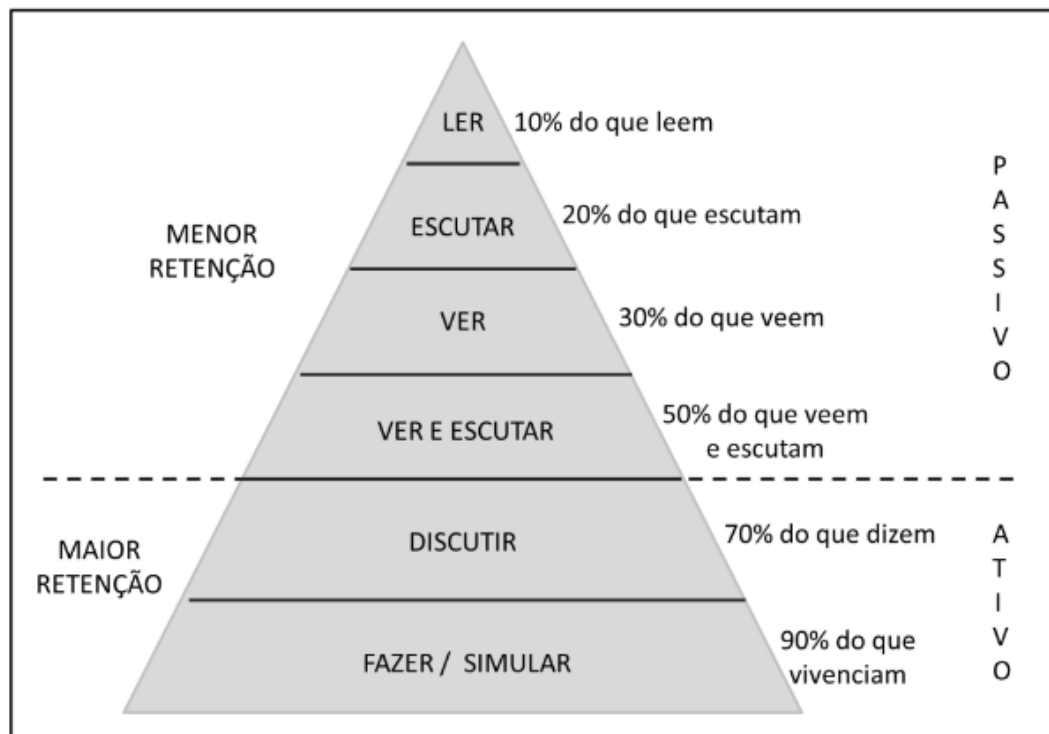 LER
10% do que leem
ESCUTAR
20% do que escutam
MENOR
RETENÇÃO
VER
30% do que veem
VER E ESCUTAR
50% do que veem
e escutam
P
A
S
S
I
V
O
DISCUTIR
70% do que dizem
MAIOR
RETENÇÃO
FAZER / SIMULAR
90% do que
vivenciam
A
T
I
V
O